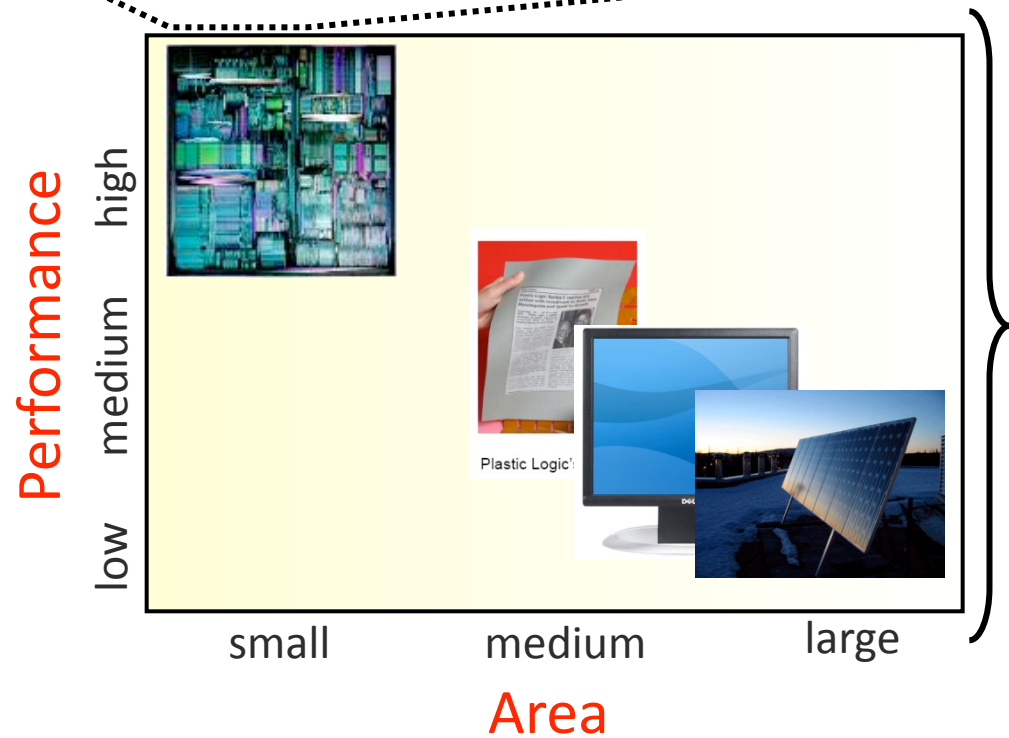 Performance
high
medium
low
Plastic Logic's
small
medium
large
Area